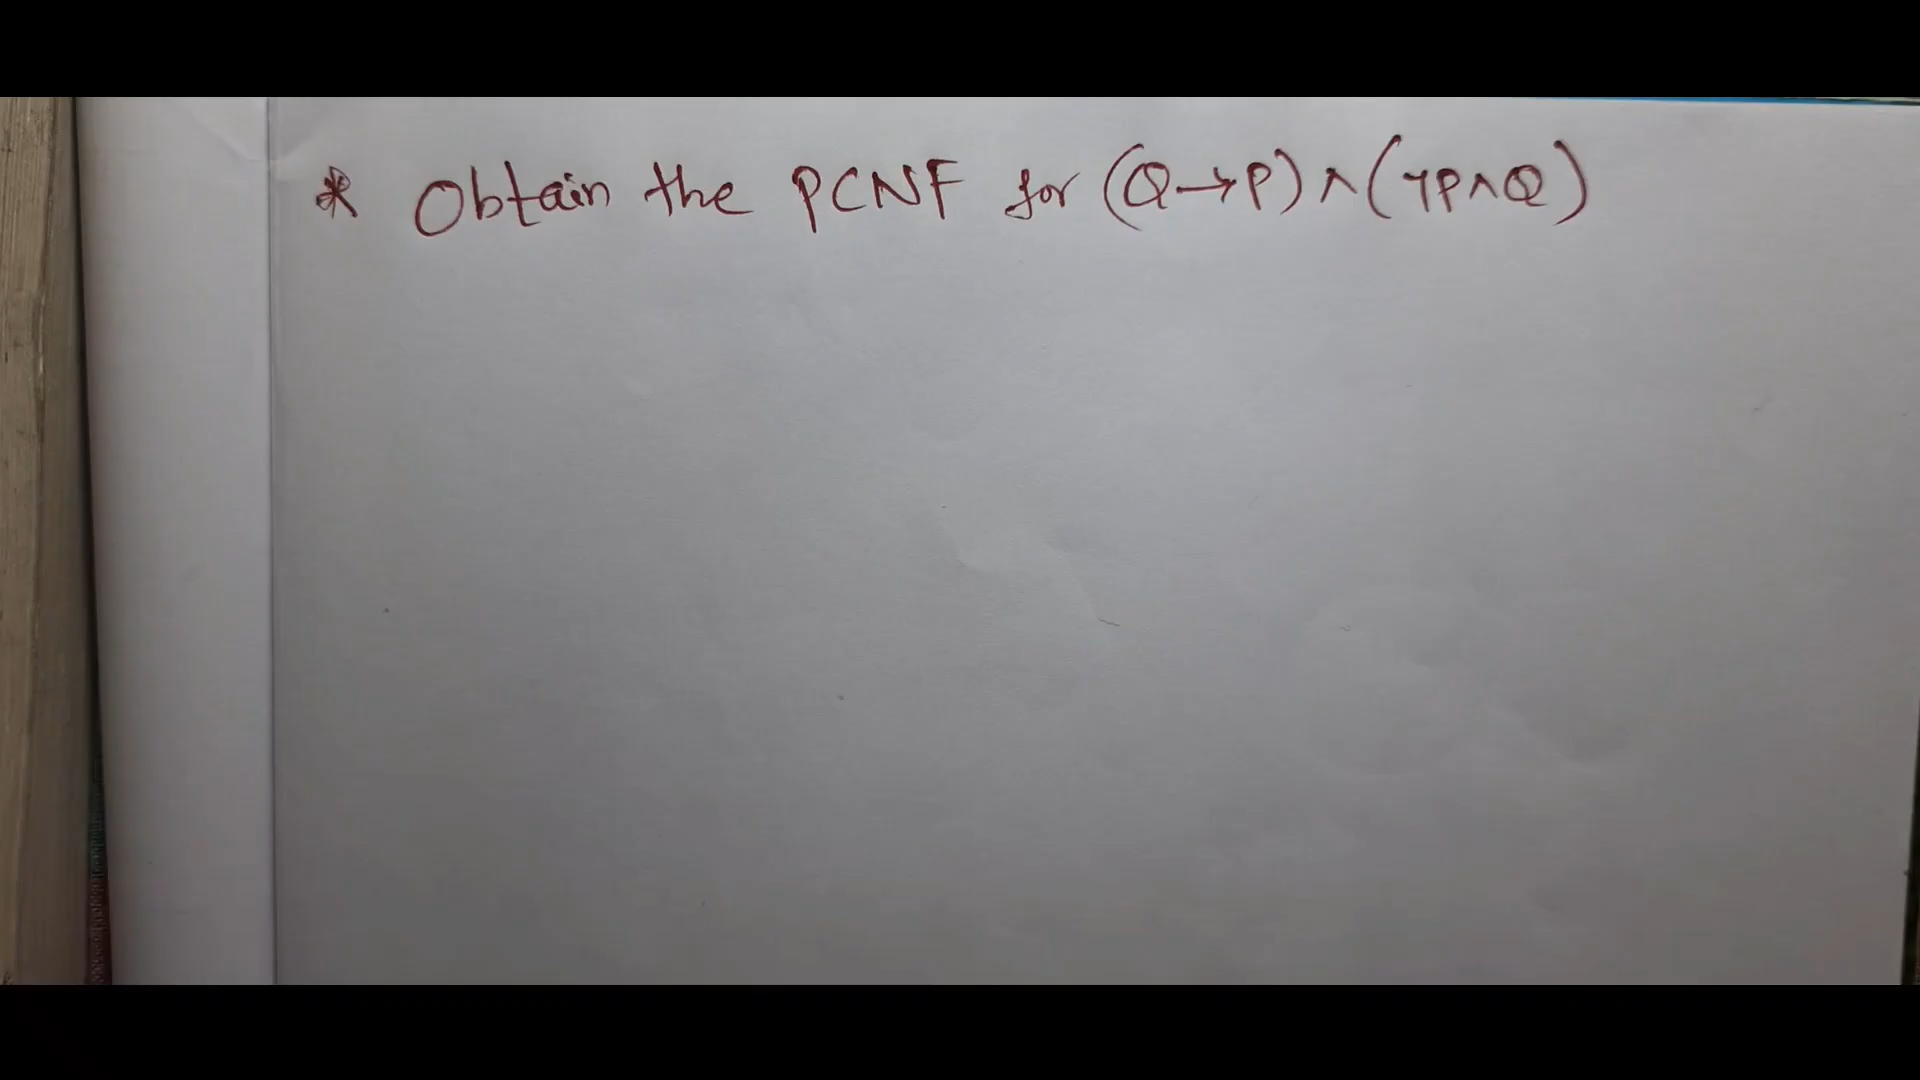 * Obtain the PCNF for (Q→P)∧(¬P∧Q)